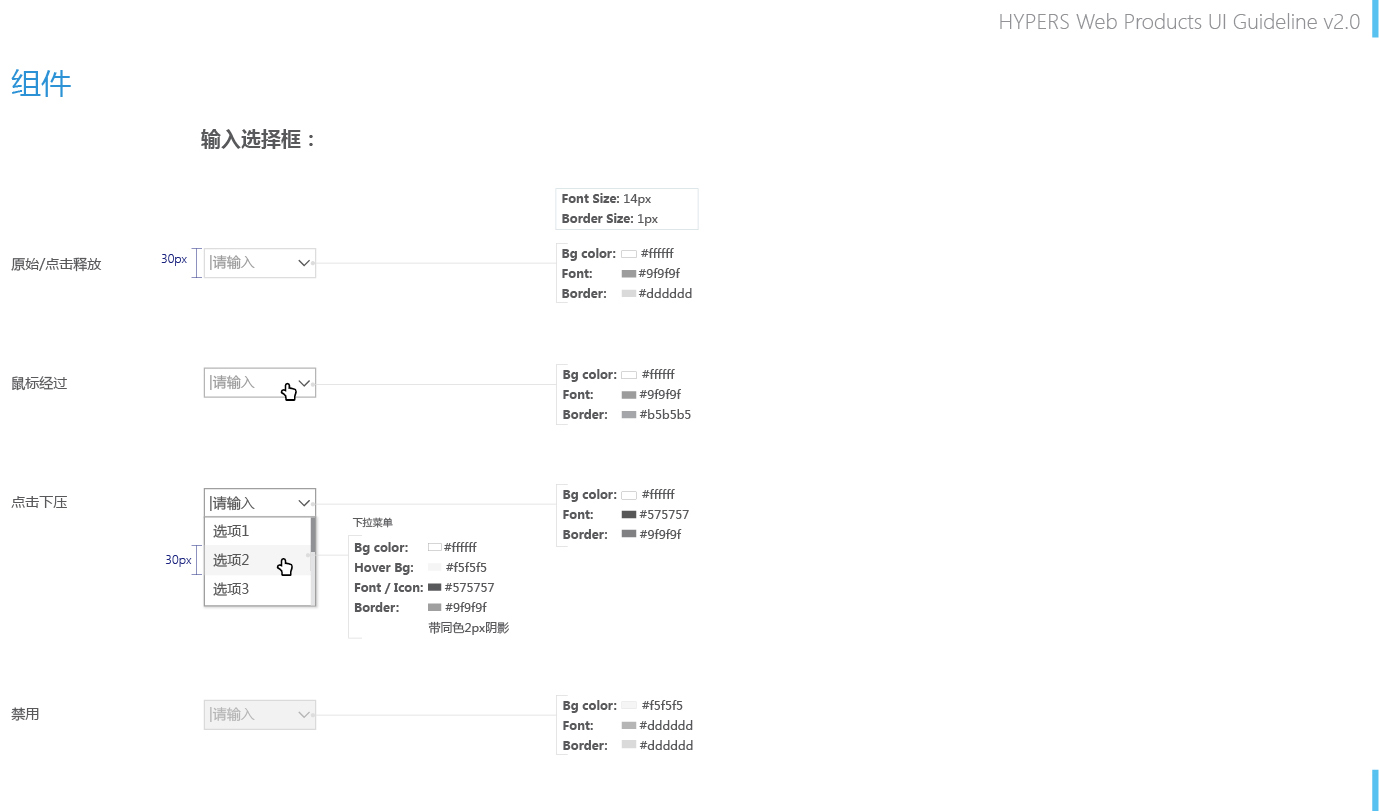 HYPERS Web Products UI Guideline v2.0
组件
输入选择框：
Font Size: 14px
Border Size: 1px
原始/点击释放
30px
请输入
Bg color: #ffffff
Font: #9f9f9f
Border: #dddddd
鼠标经过
请输入
Bg color: #ffffff
Font: #9f9f9f
Border: #b5b5b5
点击下压
请输入
Bg color: #ffffff
Font: #575757
Border: #9f9f9f
选项1
30px
选项2
选项3
下拉菜单
Bg color: #ffffff
Hover Bg: #f5f5f5
Font / Icon: #575757
Border: #9f9f9f
带同色2px阴影
禁用
请输入
Bg color: #f5f5f5
Font: #dddddd
Border: #dddddd